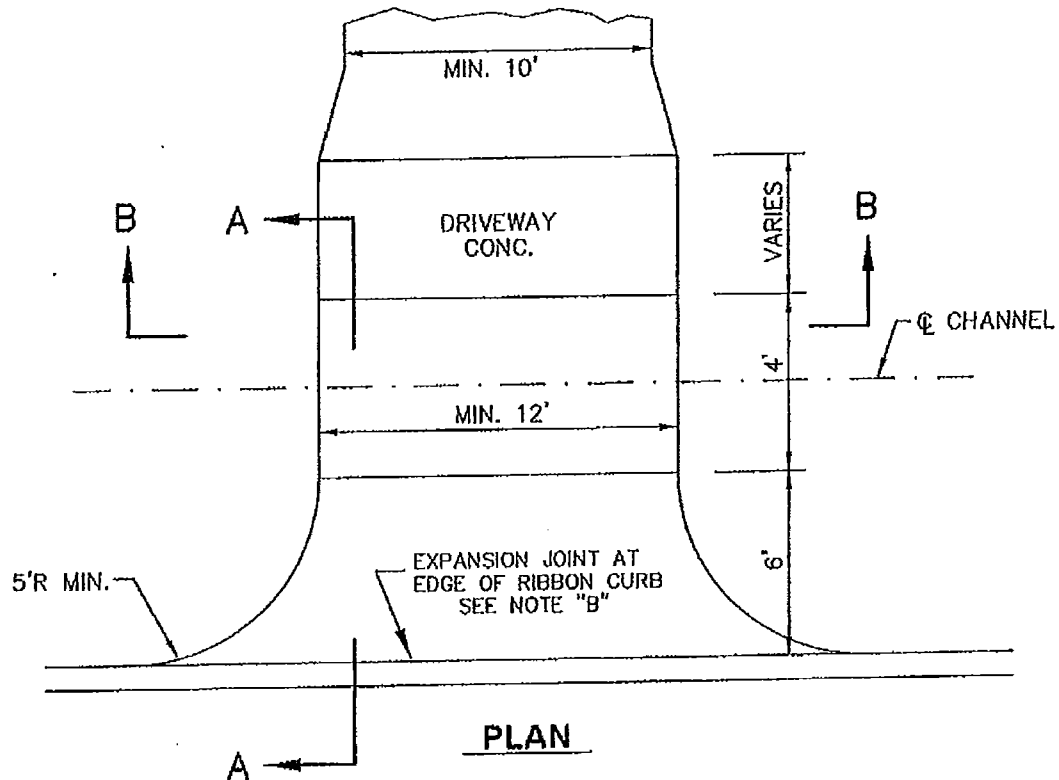 MIN. 10'
B
A
DRIVEWAY
CONC.
VARIES
B
℄ CHANNEL
4'
MIN. 12'
6'
5'R MIN.
EXPANSION JOINT AT
EDGE OF RIBBON CURB
SEE NOTE "B"
PLAN
A